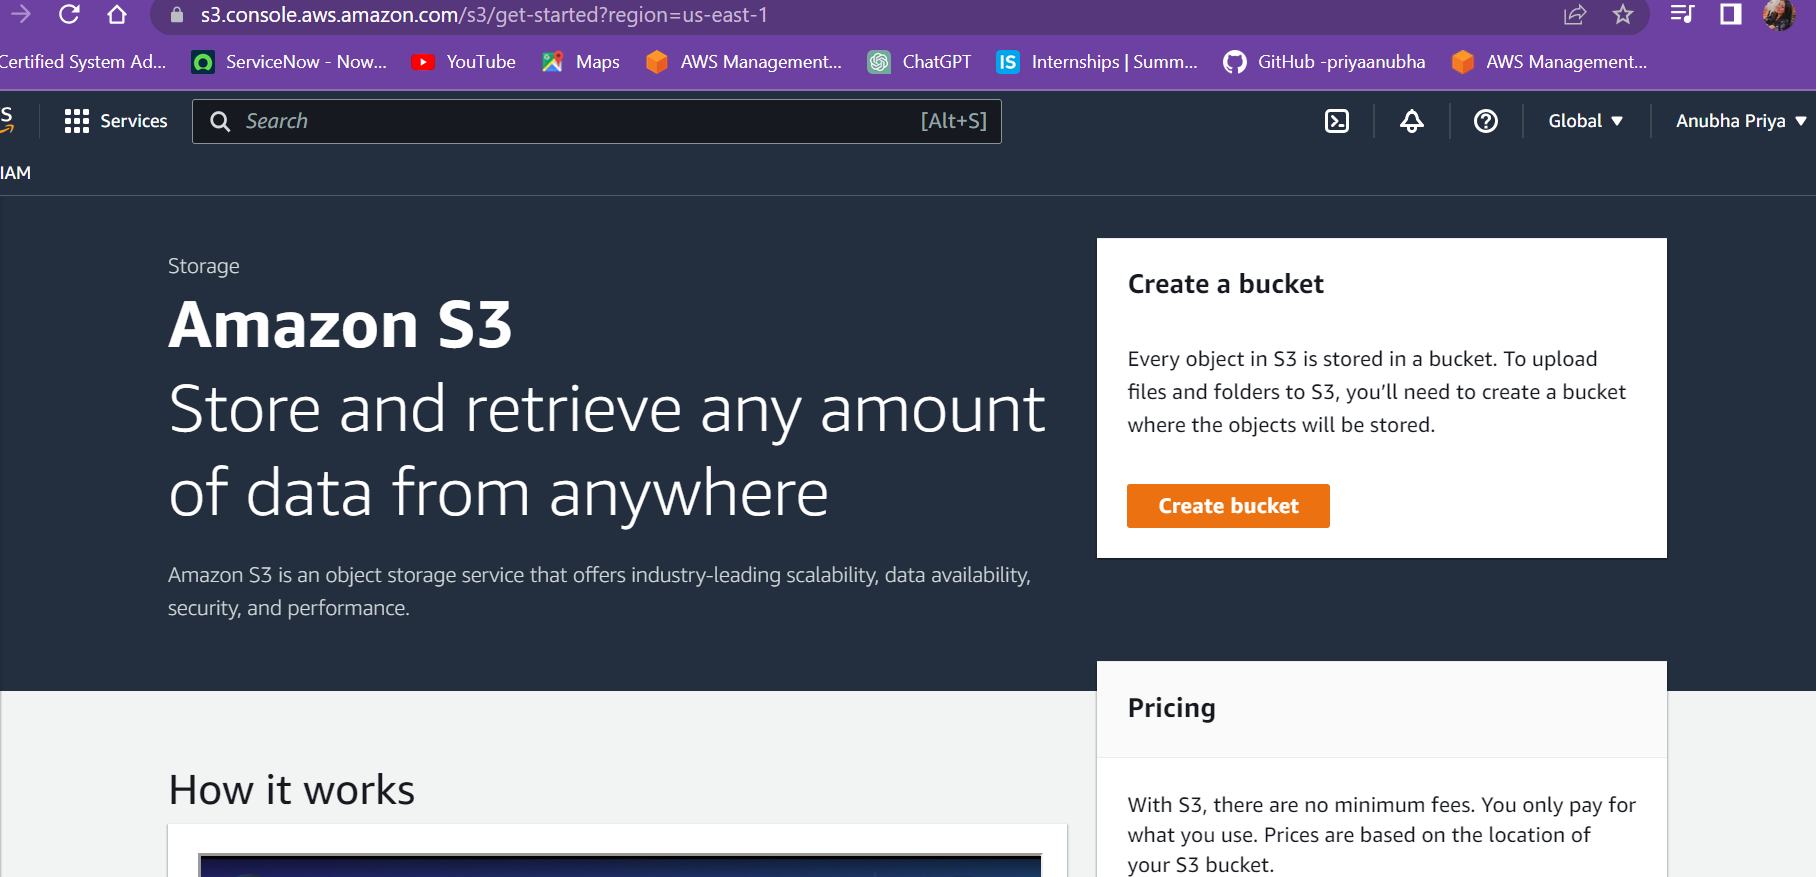 s3.console.aws.amazon.com/s3/get-started?region=us-east-1
Certified System Ad...
ServiceNow - Now...
YouTube
Maps
AWS Management...
ChatGPT
IS
Internships | Summ...
GitHub -priyaanubha
AWS Management...
Services
Search
[Alt+S]
Global
Anubha Priya
IAM
Storage
Amazon S3
Store and retrieve any amount
of data from anywhere
Amazon S3 is an object storage service that offers industry-leading scalability, data availability,
security, and performance.
Create a bucket
Every object in S3 is stored in a bucket. To upload
files and folders to S3, you’ll need to create a bucket
where the objects will be stored.
Create bucket
How it works
Pricing
With S3, there are no minimum fees. You only pay for
what you use. Prices are based on the location of
your S3 bucket.